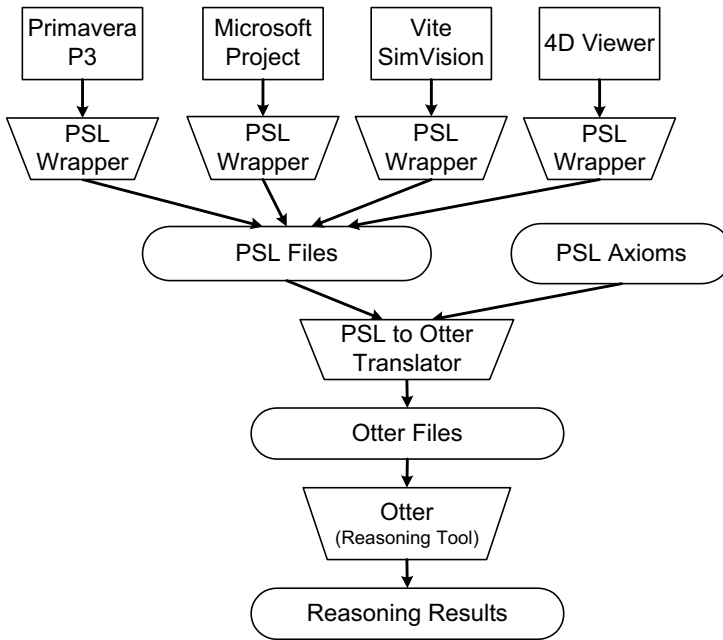 Primavera
P3
Microsoft
Project
Vite
SimVision
4D Viewer
PSL
Wrapper
PSL
Wrapper
PSL
Wrapper
PSL
Wrapper
PSL Files
PSL Axioms
PSL to Otter
Translator
Otter Files
Otter
(Reasoning Tool)
Reasoning Results